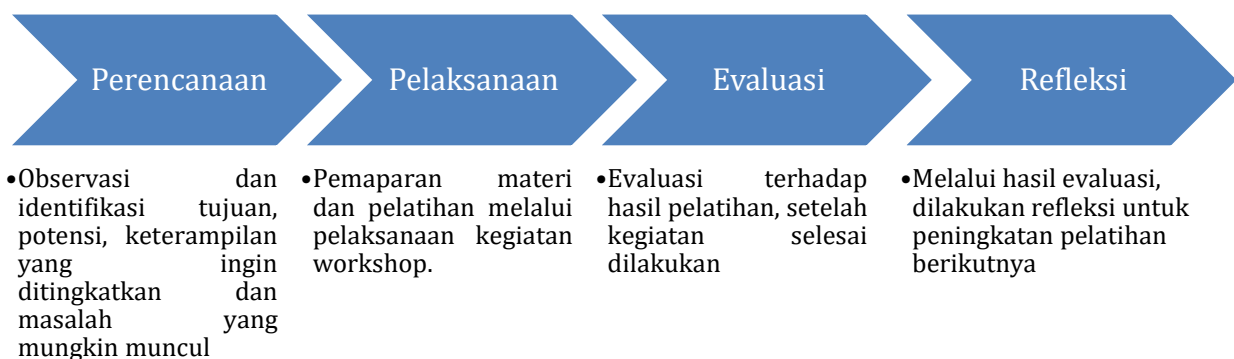 Perencanaan
•Observasi dan
identifikasi tujuan,
potensi, keterampilan
yang ingin
ditingkatkan dan
masalah yang
mungkin muncul
Pelaksanaan
•Pemaparan materi
dan pelatihan melalui
pelaksanaan kegiatan
workshop.
Evaluasi
•Evaluasi terhadap
hasil pelatihan, setelah
kegiatan selesai
dilakukan
Refleksi
•Melalui hasil evaluasi,
dilakukan refleksi untuk
peningkatan pelatihan
berikutnya